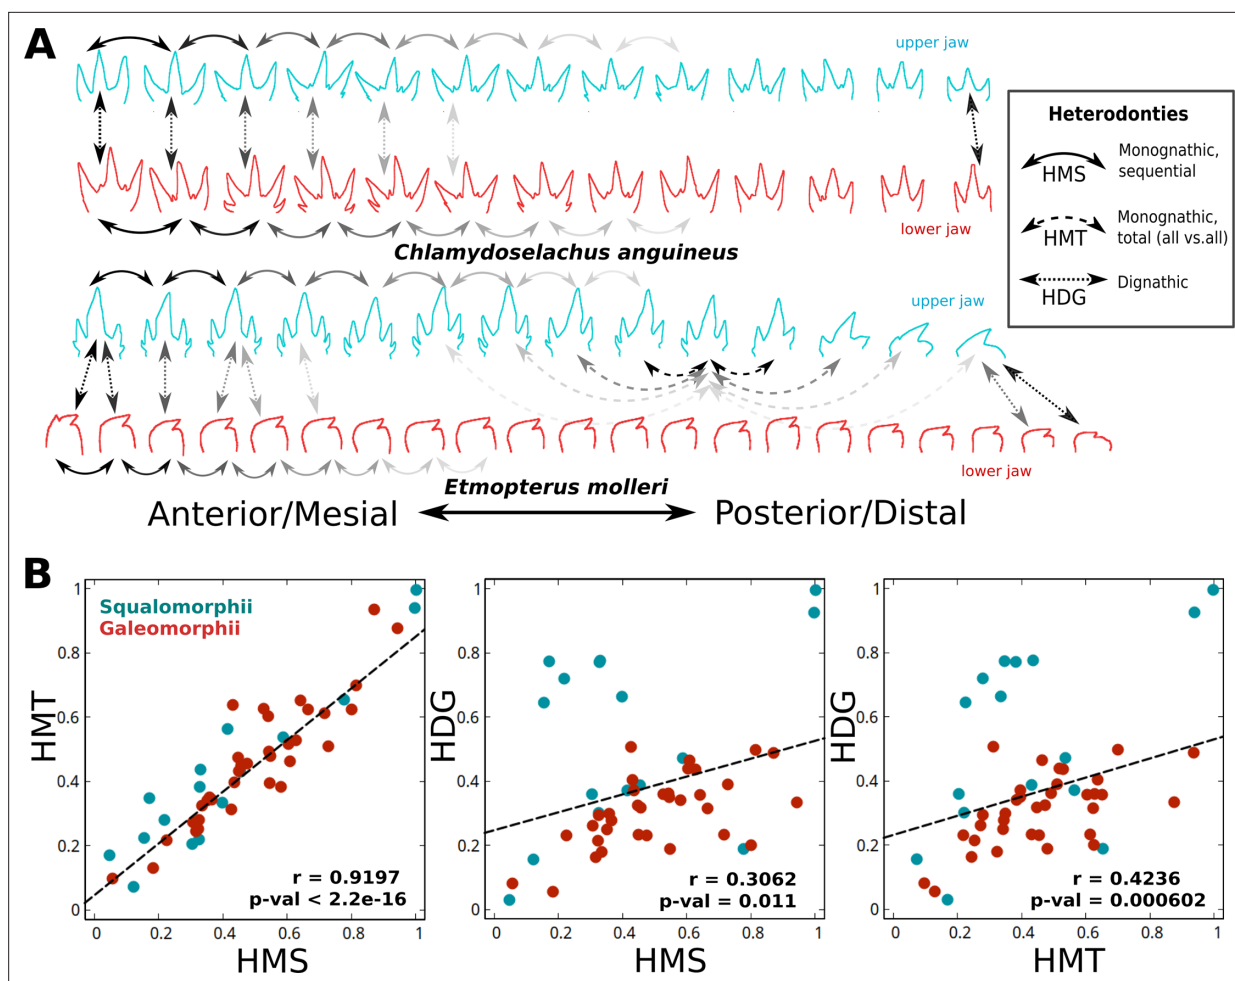 A
upper jaw
Heterodonties
HMS
Monognathic,
sequential
HMT
Monognathic,
total (all vs.all)
HDG
Dignathic
lower jaw
Chlamydoselachus anguineus
upper jaw
lower jaw
Etmopterus molleri
Anterior/Mesial
Posterior/Distal
B
Squalomorphii
Galeomorphii
HMT
1
0.8
0.6
0.4
0.2
0
r = 0.9197
p-val < 2.2e-16
0 0.2 0.4 0.6 0.8 1
HMS
HDG
1
0.8
0.6
0.4
0.2
0
r = 0.3062
p-val = 0.011
0 0.2 0.4 0.6 0.8 1
HMS
HDG
1
0.8
0.6
0.4
0.2
0
r = 0.4236
p-val = 0.000602
0 0.2 0.4 0.6 0.8 1
HMT